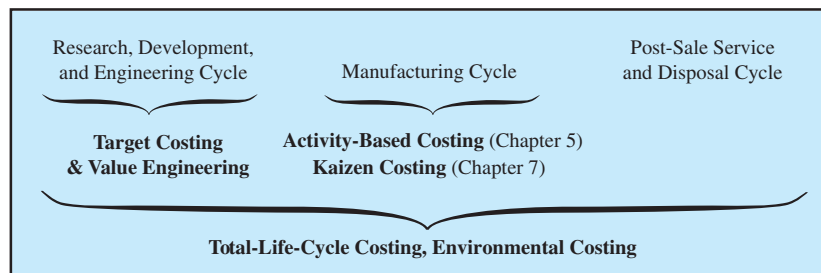 Research, Development,
and Engineering Cycle
Manufacturing Cycle
Post-Sale Service
and Disposal Cycle
Target Costing
& Value Engineering
Activity-Based Costing (Chapter 5)
Kaizen Costing (Chapter 7)
Total-Life-Cycle Costing, Environmental Costing